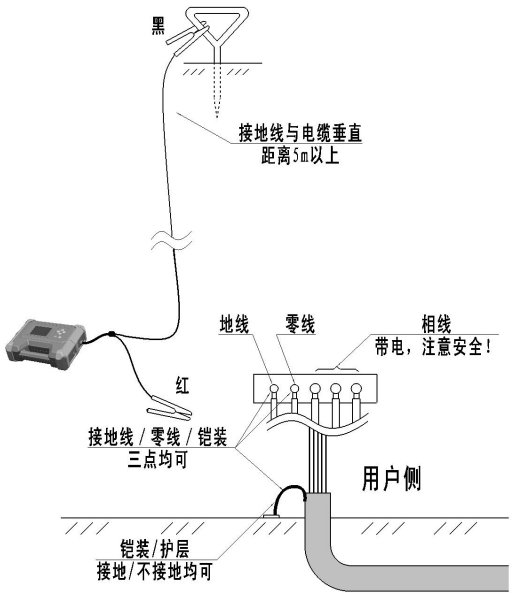 黑
接地线与电缆垂直
距离5m以上
地线
零线
相线
带电，注意安全！
红
接地线/零线/铠装
三点均可
用户侧
铠装/护层
接地/不接地均可